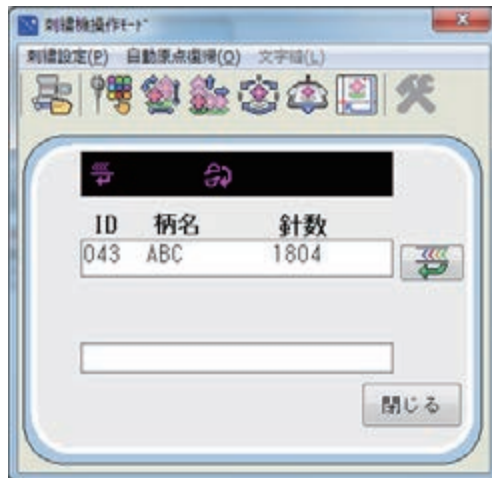 刺繍機操作ﾓｰﾄﾞ
刺繍設定(P) 自動原点復帰(O) 文字縫(L)
ID 柄名 針数
043 ABC 1804
閉じる